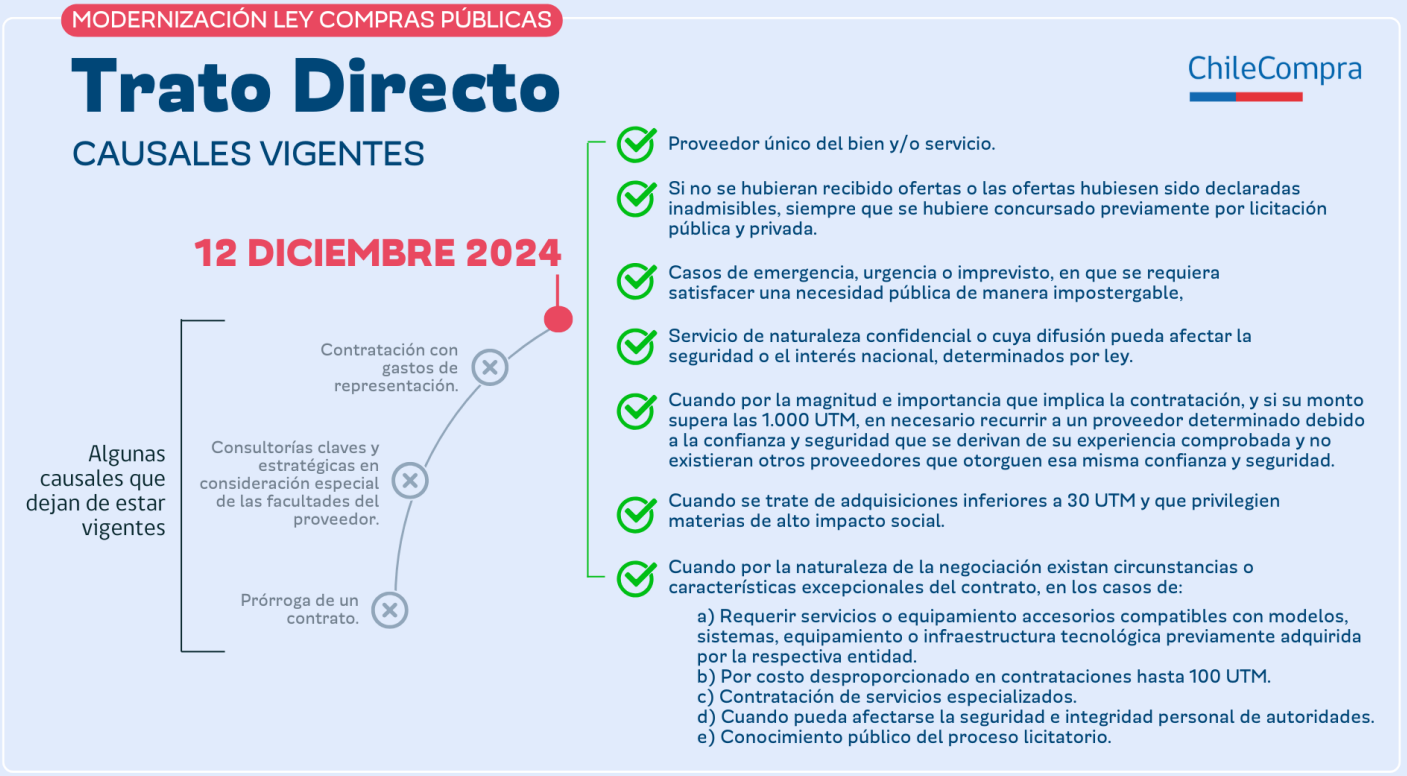 MODERNIZACIÓN LEY COMPRAS PÚBLICAS
Trato Directo
CAUSALES VIGENTES
ChileCompra
12 DICIEMBRE 2024
Algunas
causales que
dejan de estar
vigentes
Contratación con
gastos de
representación.
Consultorías claves y
estratégicas en
consideración especial
de las facultades del
proveedor.
Prórroga de un
contrato.
Proveedor único del bien y/o servicio.
Si no se hubieran recibido ofertas o las ofertas hubiesen sido declaradas
inadmisibles, siempre que se hubiere concursado previamente por licitación
pública y privada.
Casos de emergencia, urgencia o imprevisto, en que se requiera
satisfacer una necesidad pública de manera impostergable,
Servicio de naturaleza confidencial o cuya difusión pueda afectar la
seguridad o el interés nacional, determinados por ley.
Cuando por la magnitud e importancia que implica la contratación, y si su monto
supera las 1.000 UTM, en necesario recurrir a un proveedor determinado debido
a la confianza y seguridad que se derivan de su experiencia comprobada y no
existieran otros proveedores que otorguen esa misma confianza y seguridad.
Cuando se trate de adquisiciones inferiores a 30 UTM y que privilegien
materias de alto impacto social.
Cuando por la naturaleza de la negociación existan circunstancias o
características excepcionales del contrato, en los casos de:
a) Requerir servicios o equipamiento accesorios compatibles con modelos,
sistemas, equipamiento o infraestructura tecnológica previamente adquirida
por la respectiva entidad.
b) Por costo desproporcionado en contrataciones hasta 100 UTM.
c) Contratación de servicios especializados.
d) Cuando pueda afectarse la seguridad e integridad personal de autoridades.
e) Conocimiento público del proceso licitatorio.